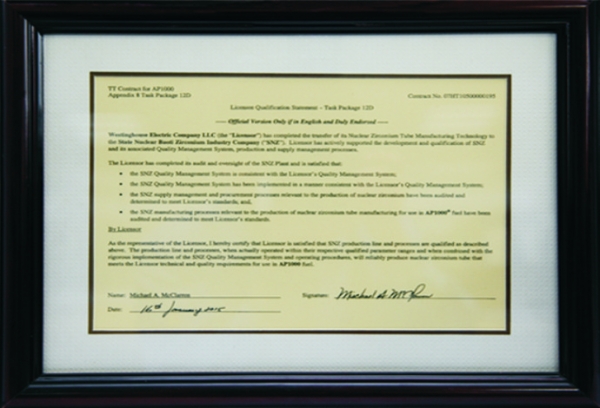 TT Contract for AP1000
Appendix 8 Task Package 12D
Contract No. 07MT10S00000195
Licensor Qualification Statement - Task Package 12D
---- Official Version Only if in English and Duly Endorsed ----
Westinghouse Electric Company LLC (the "Licensor") has completed the transfer of its Nuclear Zirconium Tube Manufacturing Technology to
the State Nuclear Baoti Zirconium Industry Company ("SNZ"). Licensor has actively supported the development and qualification of SNZ
and its associated Quality Management System, production and supply management processes.
The Licensor has completed its audit and oversight of the SNZ Plant and is satisfied that:
• the SNZ Quality Management System is consistent with the Licensor's Quality Management System;
• the SNZ Quality Management System has been implemented in a manner consistent with the Licensor's Quality Management System;
• the SNZ supply management and procurement processes relevant to the production of nuclear zirconium have been audited and
determined to meet Licensor's standards; and,
• the SNZ manufacturing processes relevant to the production of nuclear zirconium tube manufacturing for use in AP1000® fuel have been
audited and determined to meet Licensor's standards.
By Licensor
As the representative of the Licensor, I hereby certify that Licensor is satisfied that SNZ production line and processes are qualified as described
above. The production line and processes, when actually operated within their respective qualified parameter ranges and when combined with the
rigorous implementation of the SNZ Quality Management System and operating procedures, will reliably produce nuclear zirconium tube that
meets the Licensor technical and quality requirements for use in AP1000 fuel.
Name: Michael A. McClarren
Signature:
Date: 16th January 2015